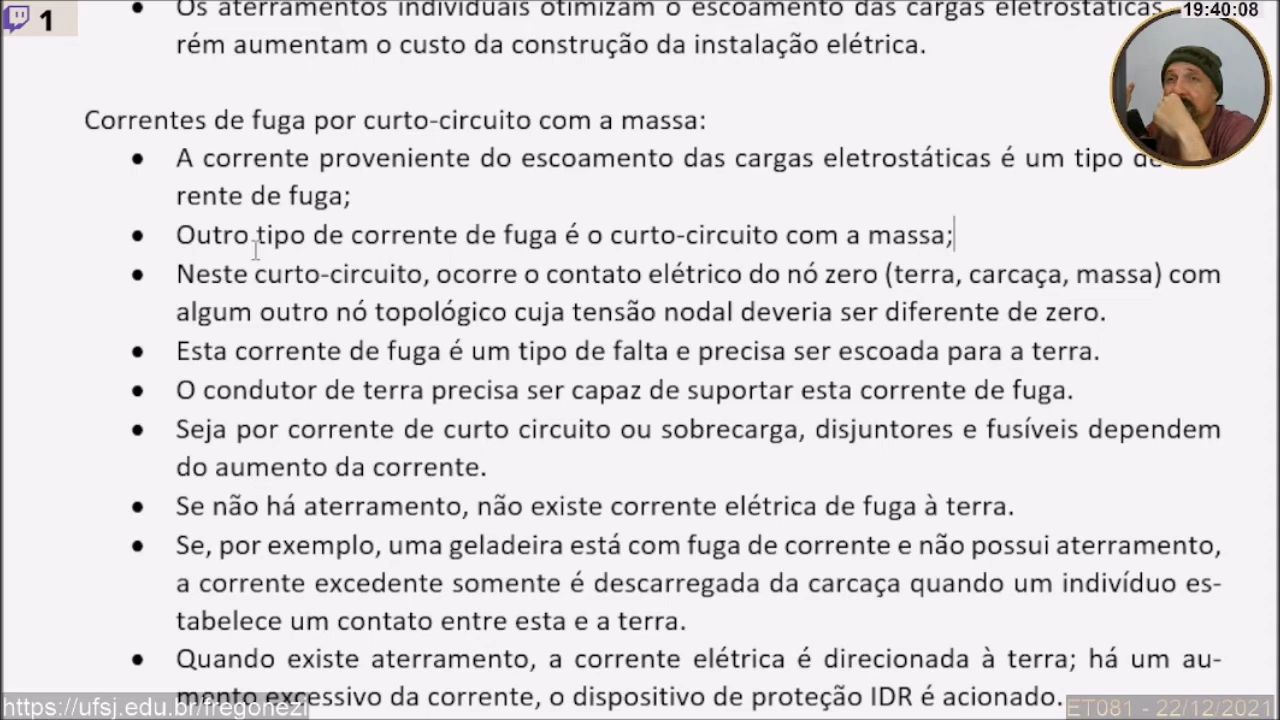 1
19:40:08
Os aterramentos individuais otimizam o escoamento das cargas eletrostáticas
rém aumentam o custo da construção da instalação elétrica.
Correntes de fuga por curto-circuito com a massa:
• A corrente proveniente do escoamento das cargas eletrostáticas é um tipo de
rente de fuga;
• Outro tipo de corrente de fuga é o curto-circuito com a massa;
• Neste curto-circuito, ocorre o contato elétrico do nó zero (terra, carcaça, massa) com
algum outro nó topológico cuja tensão nodal deveria ser diferente de zero.
• Esta corrente de fuga é um tipo de falta e precisa ser escoada para a terra.
• O condutor de terra precisa ser capaz de suportar esta corrente de fuga.
• Seja por corrente de curto circuito ou sobrecarga, disjuntores e fusíveis dependem
do aumento da corrente.
• Se não há aterramento, não existe corrente elétrica de fuga à terra.
• Se, por exemplo, uma geladeira está com fuga de corrente e não possui aterramento,
a corrente excedente somente é descarregada da carcaça quando um indivíduo es-
tabelece um contato entre esta e a terra.
• Quando existe aterramento, a corrente elétrica é direcionada à terra; há um au-
mento excessivo da corrente, o dispositivo de proteção IDR é acionado.
https://ufsj.edu.br/fregonezi
ET081 - 22/12/2021